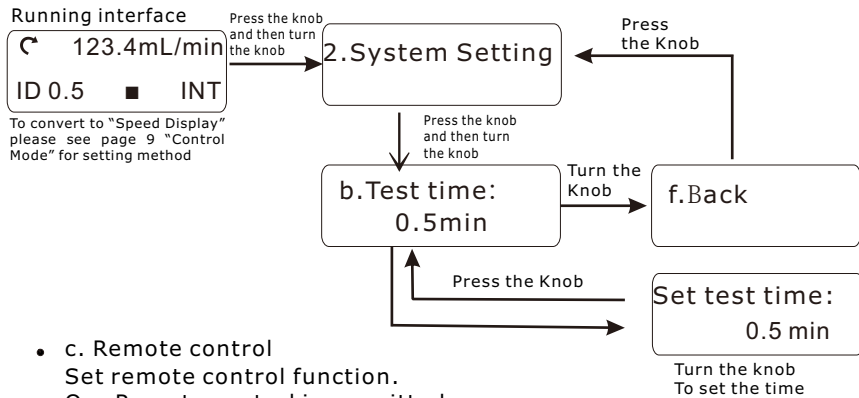 Running interface
123.4mL/min
ID 0.5 ■ INT
To convert to “Speed Display”
please see page 9 “Control
Mode” for setting method
Press the knob
and then turn
the knob
2.System Setting
Press
the Knob
Press the knob
and then turn
the knob
b.Test time:
0.5min
Turn the
Knob
f.Back
Press the Knob
Set test time:
0.5 min
Turn the knob
To set the time
• c. Remote control
Set remote control function.